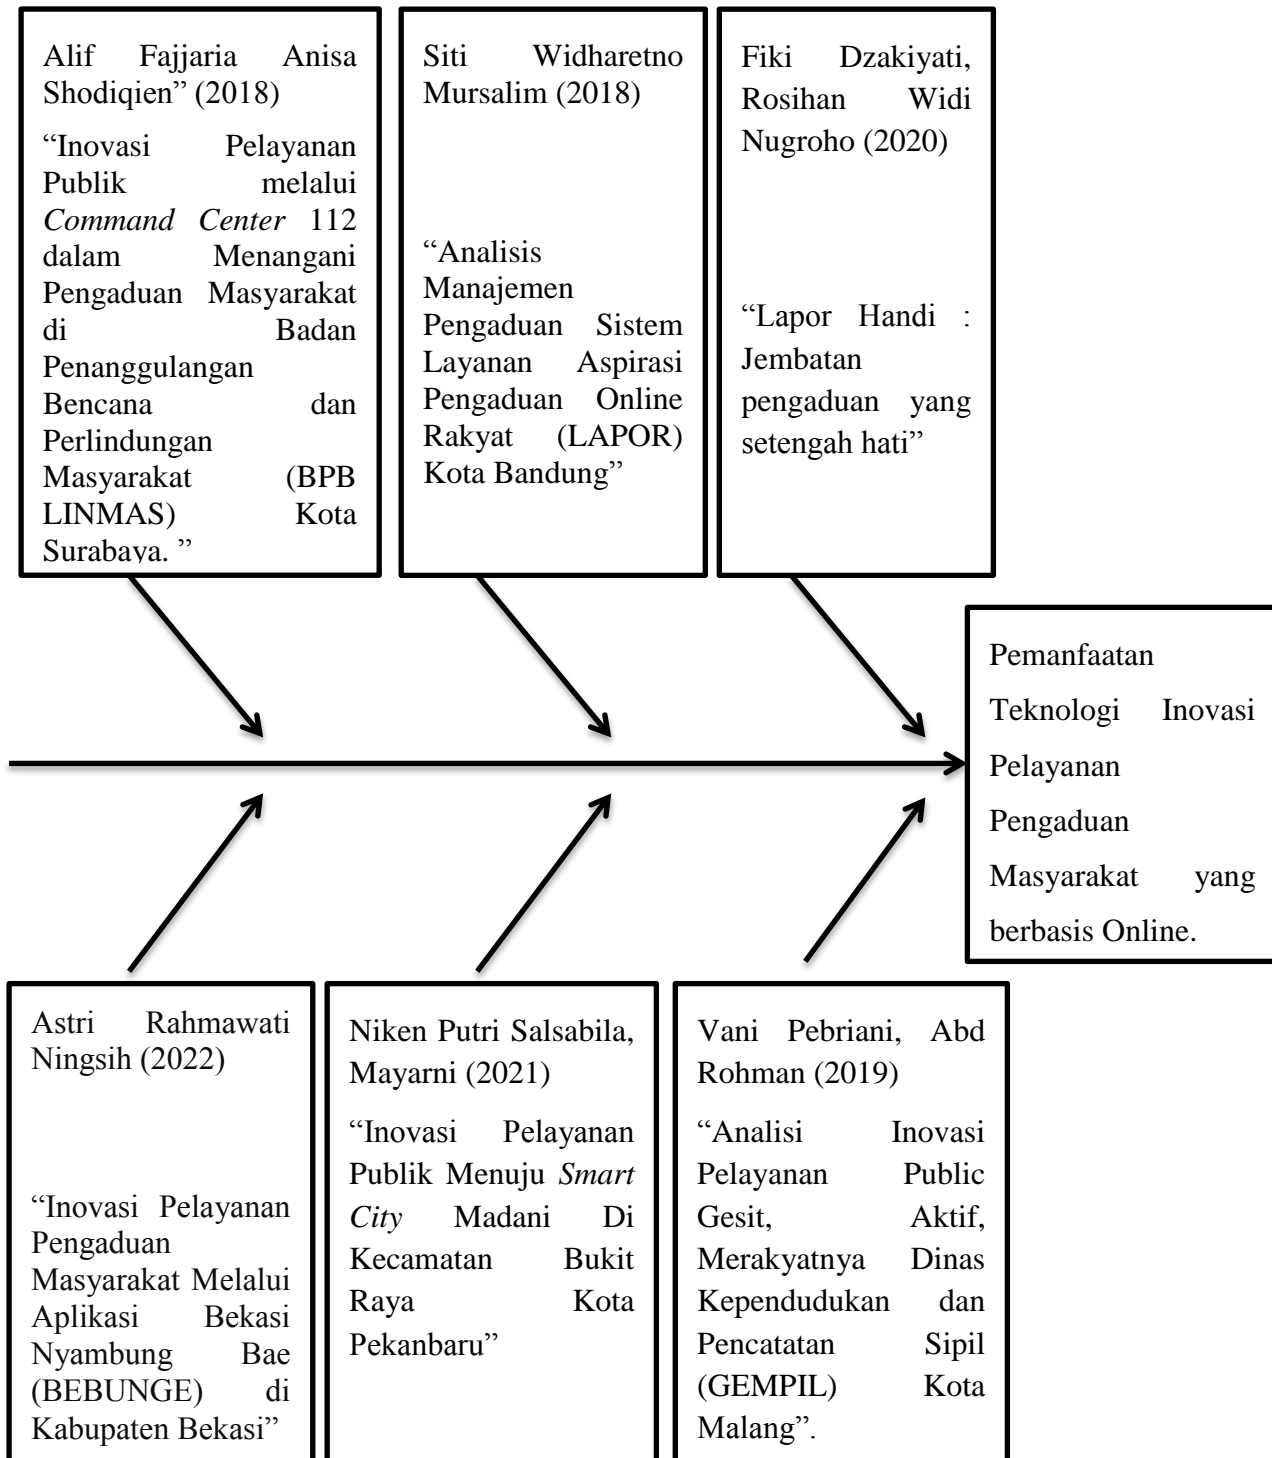 Alif Fajjaria Anisa
Shodiqien” (2018)
“Inovasi Pelayanan
Publik melalui
Command Center 112
dalam Menangani
Pengaduan Masyarakat
di Badan
Penanggulangan
Bencana dan
Perlindungan
Masyarakat (BPB
LINMAS) Kota
Surabaya. ”
Siti Widharetno
Mursalim (2018)
“Analisis
Manajemen
Pengaduan Sistem
Layanan Aspirasi
Pengaduan Online
Rakyat (LAPOR)
Kota Bandung”
Fiki Dzakiyati,
Rosihan Widi
Nugroho (2020)
“Lapor Handi :
Jembatan
pengaduan yang
setengah hati”
Pemanfaatan
Teknologi Inovasi
Pelayanan
Pengaduan
Masyarakat yang
berbasis Online.
Astri Rahmawati
Ningsih (2022)
“Inovasi Pelayanan
Pengaduan
Masyarakat Melalui
Aplikasi Bekasi
Nyambung Bae
(BEBUNGE) di
Kabupaten Bekasi”
Niken Putri Salsabila,
Mayarni (2021)
“Inovasi Pelayanan
Publik Menuju Smart
City Madani Di
Kecamatan Bukit
Raya Kota
Pekanbaru”
Vani Pebriani, Abd
Rohman (2019)
“Analisi Inovasi
Pelayanan Public
Gesit, Aktif,
Merakyatnya Dinas
Kependudukan dan
Pencatatan Sipil
(GEMPIL) Kota
Malang”.